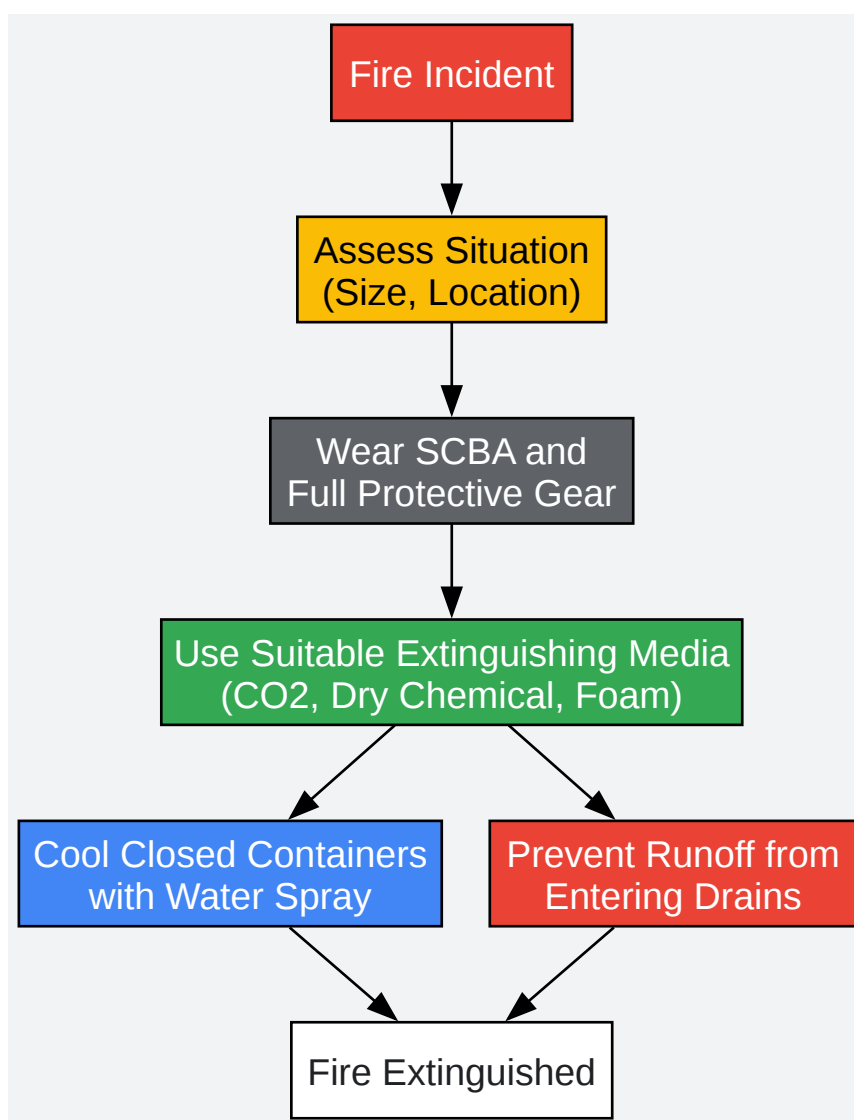 Fire Incident
Assess Situation
(Size, Location)
Wear SCBA and
Full Protective Gear
Use Suitable Extinguishing Media
(CO2, Dry Chemical, Foam)
Cool Closed Containers
with Water Spray
Prevent Runoff from
Entering Drains
Fire Extinguished